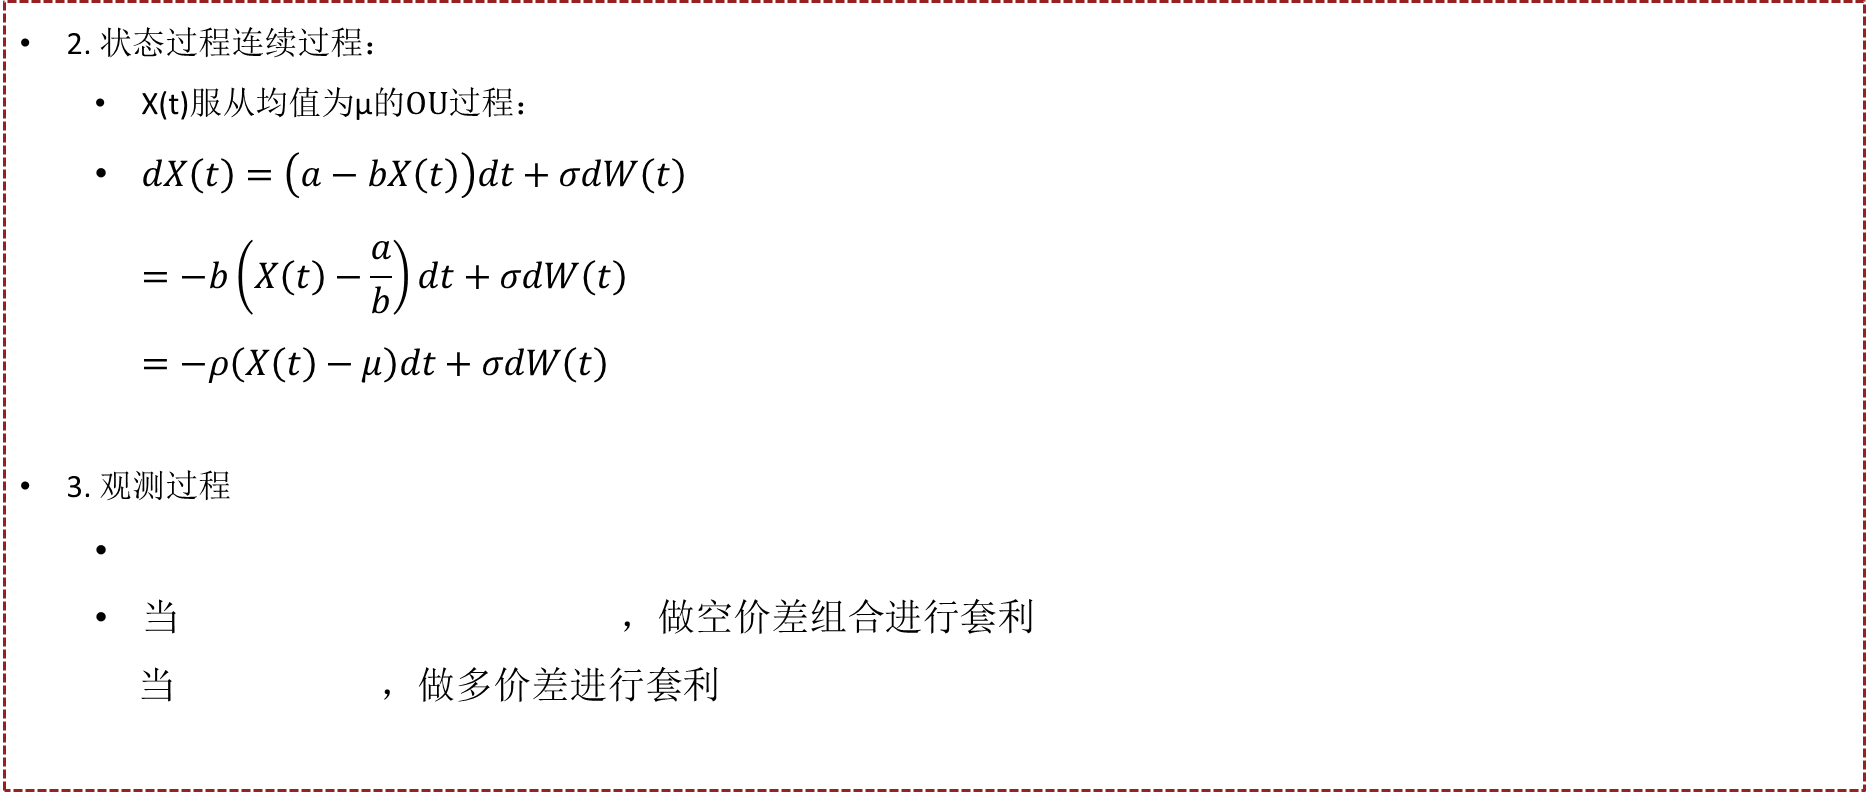 • 2. 状态过程连续过程：
• X(t)服从均值为μ的OU过程：
• dX(t) = (a − bX(t))dt + σdW(t)
= −b (X(t) − a/b) dt + σdW(t)
= −ρ(X(t) − μ)dt + σdW(t)
• 3. 观测过程
•
• 当 ，做空价差组合进行套利
当 ，做多价差进行套利